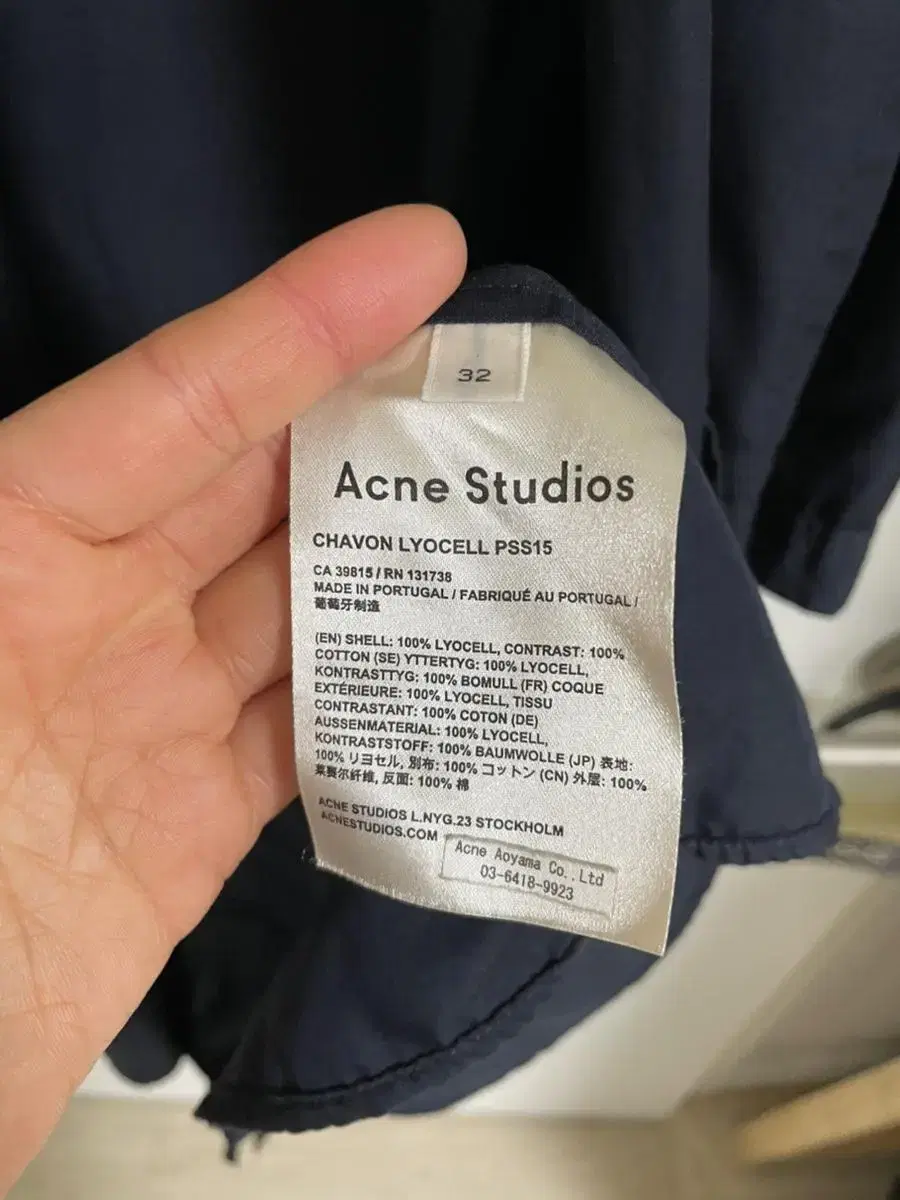 32
Acne Studios
CHAVON LYOCELL PSS15
CA 39815 / RN 131738
MADE IN PORTUGAL / FABRIQUÉ AU PORTUGAL /
葡萄牙制造
(EN) SHELL: 100% LYOCELL, CONTRAST: 100%
COTTON (SE) YTTERTYG: 100% LYOCELL,
KONTRASTTYG: 100% BOMULL (FR) COQUE
EXTÉRIEURE: 100% LYOCELL, TISSU
CONTRASTANT: 100% COTON (DE)
AUSSENMATERIAL: 100% LYOCELL,
KONTRASTSTOFF: 100% BAUMWOLLE (JP) 表地:
100% リヨセル, 別布: 100% コットン (CN) 外层: 100%
莱赛尔纤维, 反面: 100% 棉
ACNE STUDIOS L.NYG.23 STOCKHOLM
ACNESTUDIOS.COM
Acne Aoyama Co.,Ltd
03-6418-9923